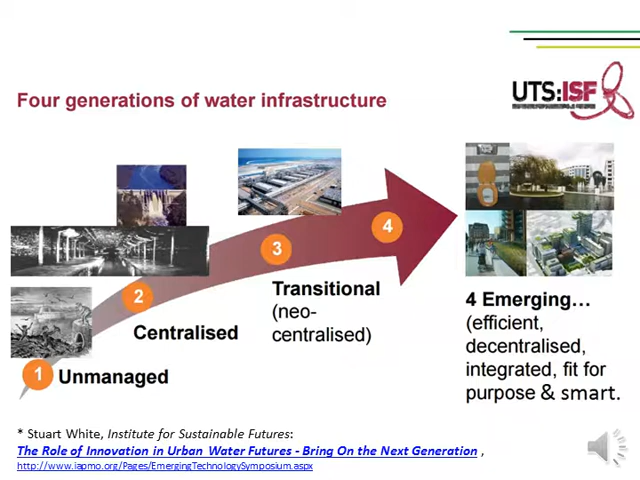 UTS:ISF
Four generations of water infrastructure
4
3
2
1
Transitional
(neo-
centralised)
Centralised
Unmanaged
4 Emerging…
(efficient,
decentralised,
integrated, fit for
purpose & smart.
* Stuart White, Institute for Sustainable Futures:
The Role of Innovation in Urban Water Futures - Bring On the Next Generation ,
http://www.iapmo.org/Pages/EmergingTechnologySymposium.aspx